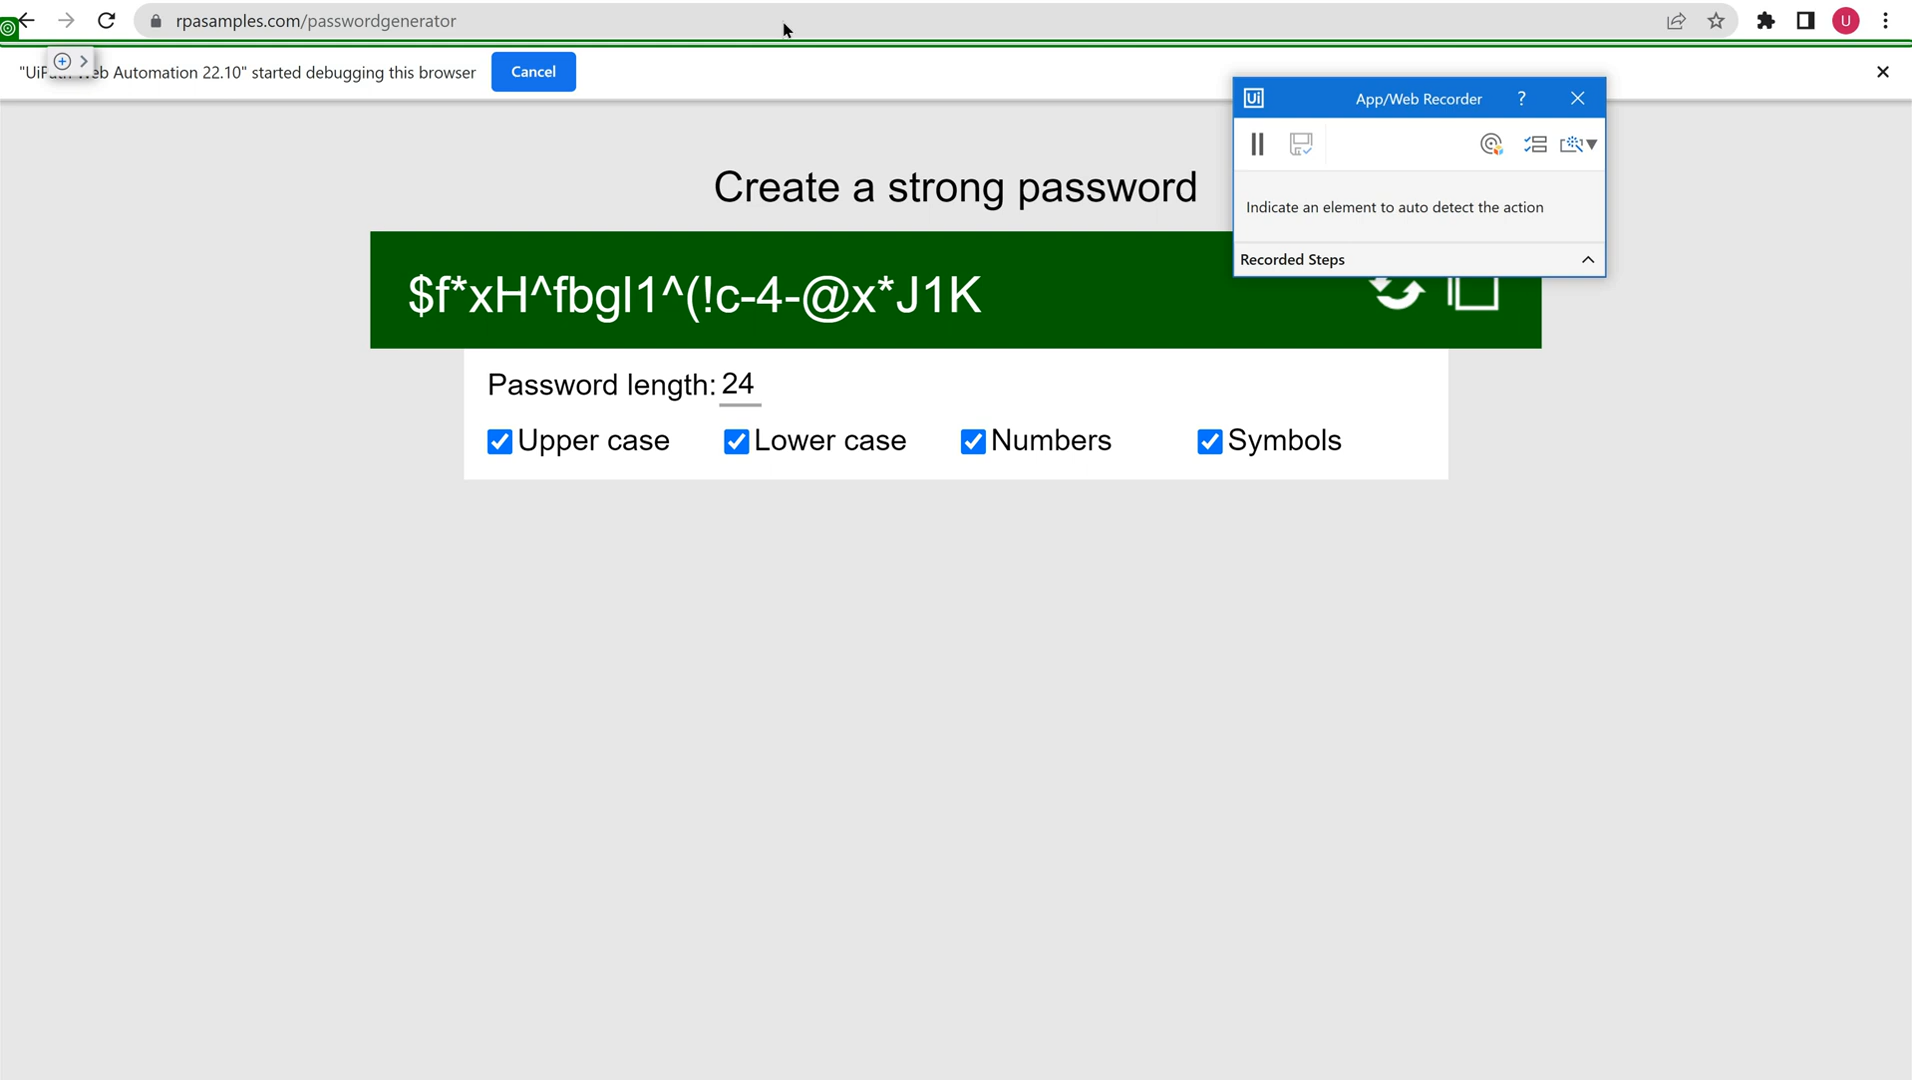 rpasamples.com/passwordgenerator
"UiPath Web Automation 22.10" started debugging this browser
Cancel
Ui
App/Web Recorder
?
Indicate an element to auto detect the action
Recorded Steps
U
Create a strong password
$f*xH^fbgl1^(!c-4-@x*J1K
Password length: 24
Upper case
Lower case
Numbers
Symbols